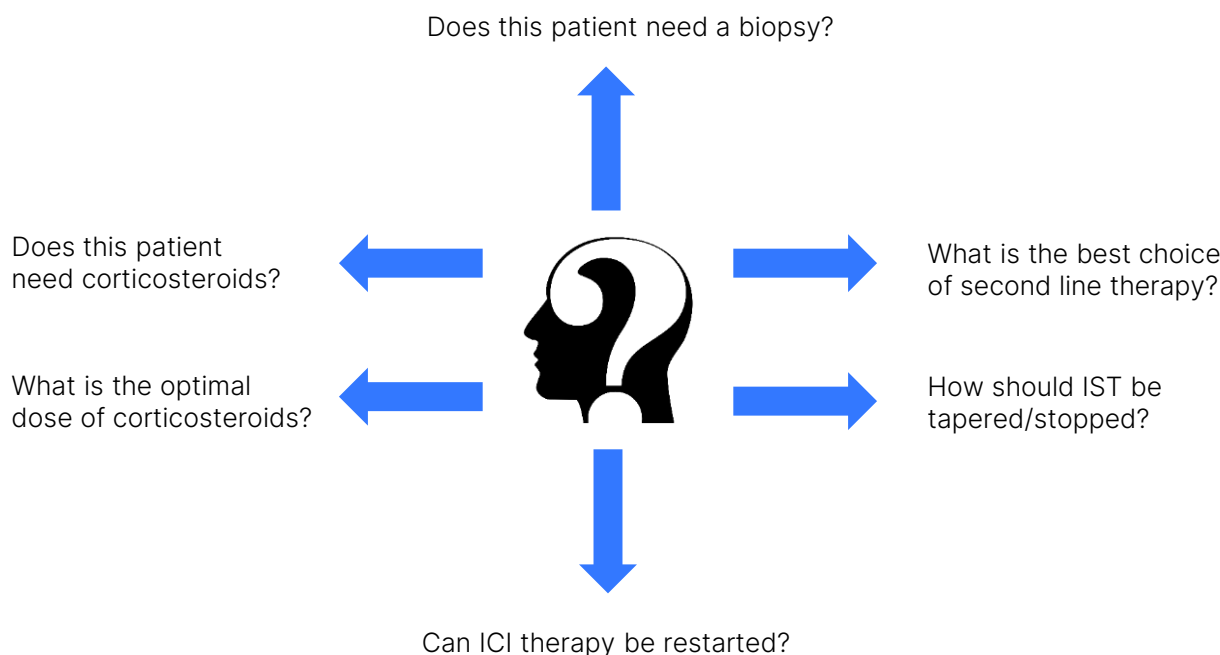 Does this patient need a biopsy?
Does this patient
need corticosteroids?
What is the best choice
of second line therapy?
What is the optimal
dose of corticosteroids?
How should IST be
tapered/stopped?
Can ICI therapy be restarted?